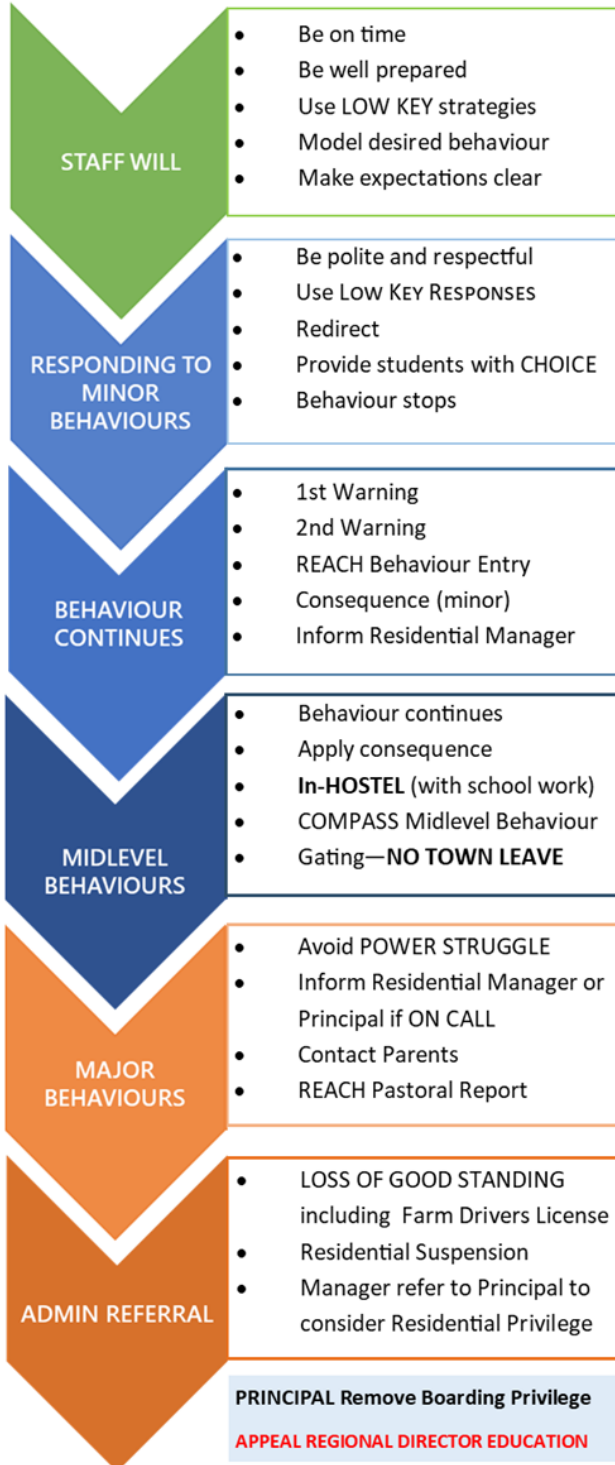 STAFF WILL
• Be on time
• Be well prepared
• Use LOW KEY strategies
• Model desired behaviour
• Make expectations clear
RESPONDING TO
MINOR
BEHAVIOURS
• Be polite and respectful
• Use LOW KEY RESPONSES
• Redirect
• Provide students with CHOICE
• Behaviour stops
BEHAVIOUR
CONTINUES
• 1st Warning
• 2nd Warning
• REACH Behaviour Entry
• Consequence (minor)
• Inform Residential Manager
MIDLEVEL
BEHAVIOURS
• Behaviour continues
• Apply consequence
• In-HOSTEL (with school work)
• COMPASS Midlevel Behaviour
• Gating—NO TOWN LEAVE
MAJOR
BEHAVIOURS
• Avoid POWER STRUGGLE
• Inform Residential Manager or
Principal if ON CALL
• Contact Parents
• REACH Pastoral Report
ADMIN REFERRAL
• LOSS OF GOOD STANDING
including Farm Drivers License
• Residential Suspension
• Manager refer to Principal to
consider Residential Privilege
PRINCIPAL Remove Boarding Privilege
APPEAL REGIONAL DIRECTOR EDUCATION